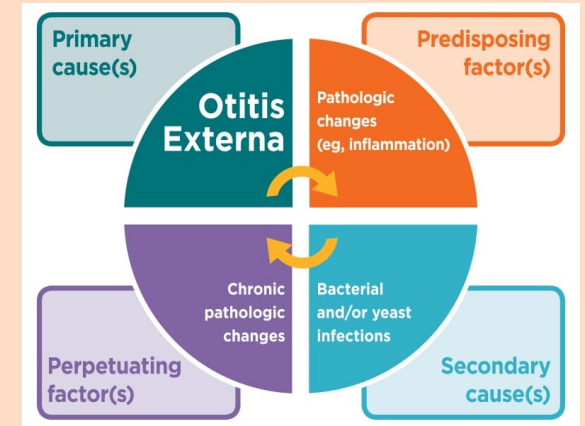 Primary
cause(s)
Predisposing
factor(s)
Otitis
Externa
Pathologic
changes
(eg, inflammation)
Chronic
pathologic
changes
Bacterial
and/or yeast
infections
Perpetuating
factor(s)
Secondary
cause(s)